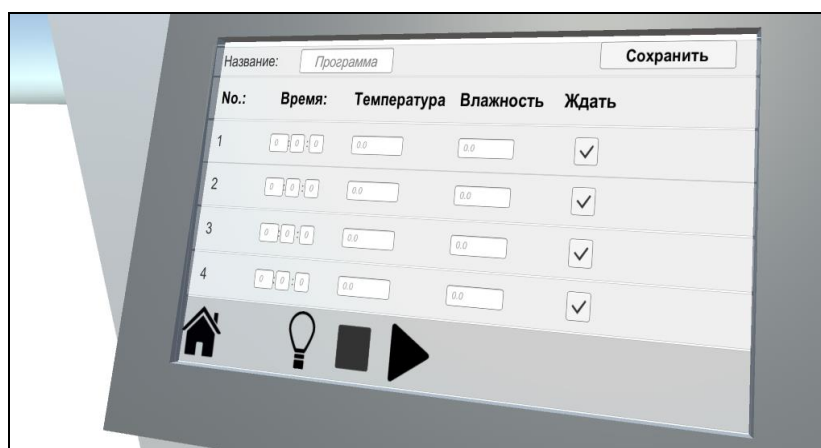 Название: Программа Сохранить
No.: Время: Температура Влажность Ждать
1 0 : 0 : 0 0.0 0.0
2 0 : 0 : 0 0.0 0.0
3 0 : 0 : 0 0.0 0.0
4 0 : 0 : 0 0.0 0.0